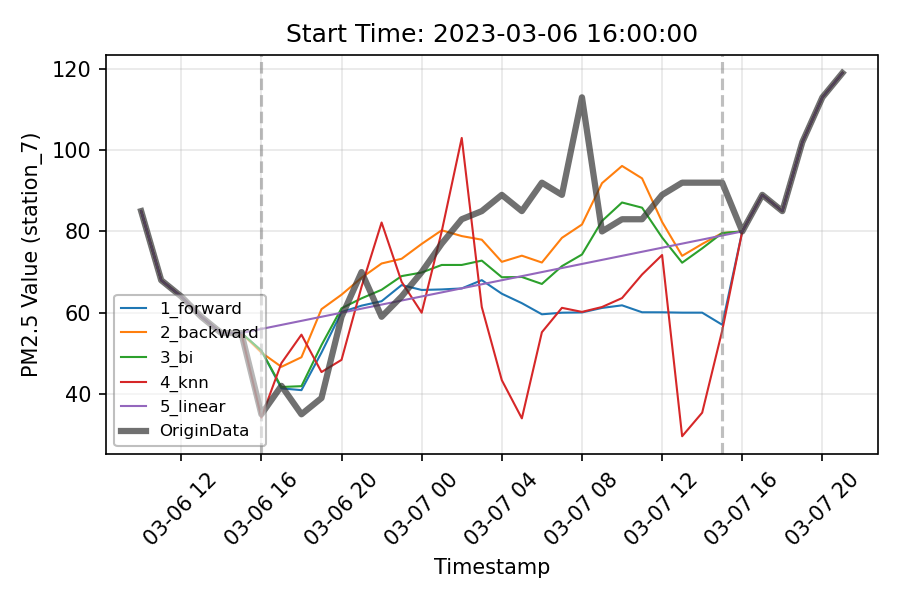 Start Time: 2023-03-06 16:00:00
PM2.5 Value (station_7)
120
100
80
60
40
1_forward
2_backward
3_bi
4_knn
5_linear
OriginData
03-06 12
03-06 16
03-06 20
03-07 00
03-07 04
03-07 08
03-07 12
03-07 16
03-07 20
Timestamp